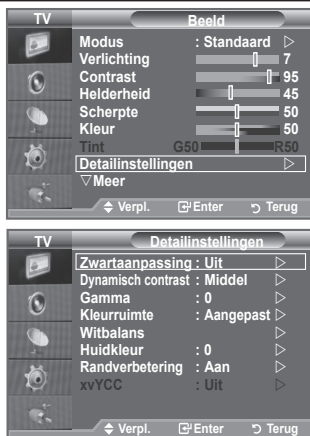 TV Beeld
Modus : Standaard ▷
Verlichting 7
Contrast 95
Helderheid 45
Scherpte 50
Kleur 50
Tint G50 R50
Detailinstellingen ▷
▽Meer
Verpl. Enter Terug
TV Detailinstellingen
Zwartaanpassing : Uit ▷
Dynamisch contrast : Middel ▷
Gamma : 0 ▷
Kleurruimte : Aangepast ▷
Witbalans ▷
Huidkleur : 0 ▷
Randverbetering : Aan ▷
xvYCC : Uit ▷
Verpl. Enter Terug